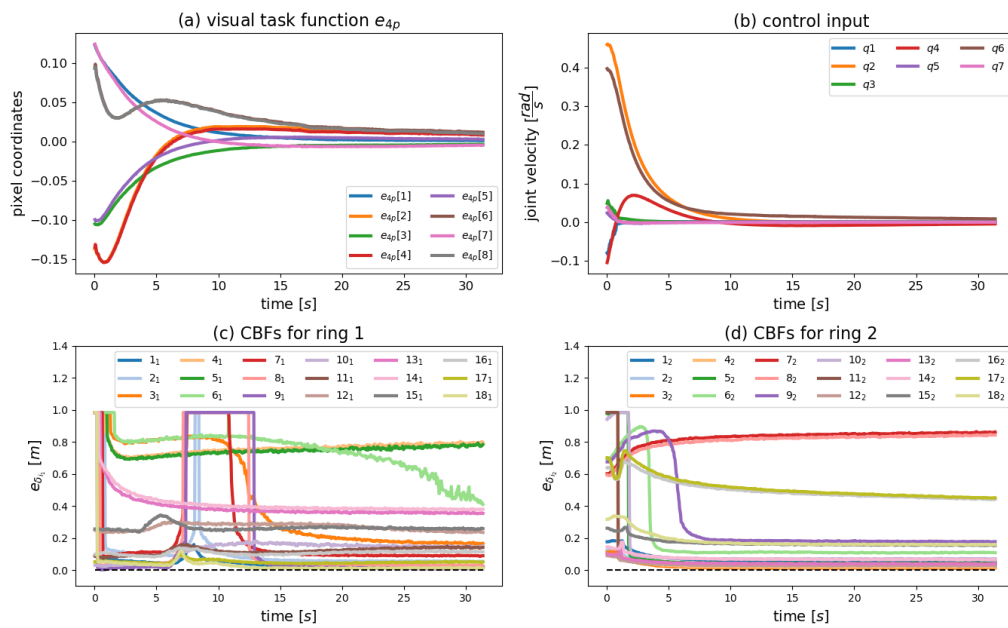 (a) visual task function e4p
pixel coordinates
0.10
0.05
0.00
−0.05
−0.10
−0.15
e4p[1] e4p[5]
e4p[2] e4p[6]
e4p[3] e4p[7]
e4p[4] e4p[8]
0 5 10 15 20 25 30
time [s]
(b) control input
joint velocity [rad/s]
0.4
0.3
0.2
0.1
0.0
−0.1
q1 q4 q6
q2 q5 q7
q3
0 5 10 15 20 25 30
time [s]
(c) CBFs for ring 1
eδi1 [m]
1.4
1.2
1.0
0.8
0.6
0.4
0.2
0.0
1₁ 4₁ 7₁ 10₁ 13₁ 16₁
2₁ 5₁ 8₁ 11₁ 14₁ 17₁
3₁ 6₁ 9₁ 12₁ 15₁ 18₁
0 5 10 15 20 25 30
time [s]
(d) CBFs for ring 2
eδi2 [m]
1.4
1.2
1.0
0.8
0.6
0.4
0.2
0.0
1₂ 4₂ 7₂ 10₂ 13₂ 16₂
2₂ 5₂ 8₂ 11₂ 14₂ 17₂
3₂ 6₂ 9₂ 12₂ 15₂ 18₂
0 5 10 15 20 25 30
time [s]